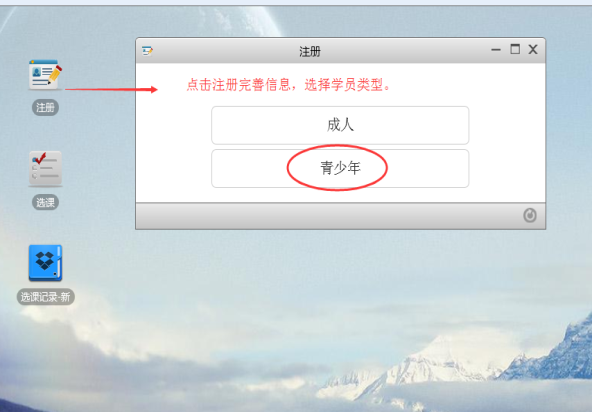 注册
点击注册完善信息，选择学员类型。
成人
青少年
注册
选课
选课记录-新